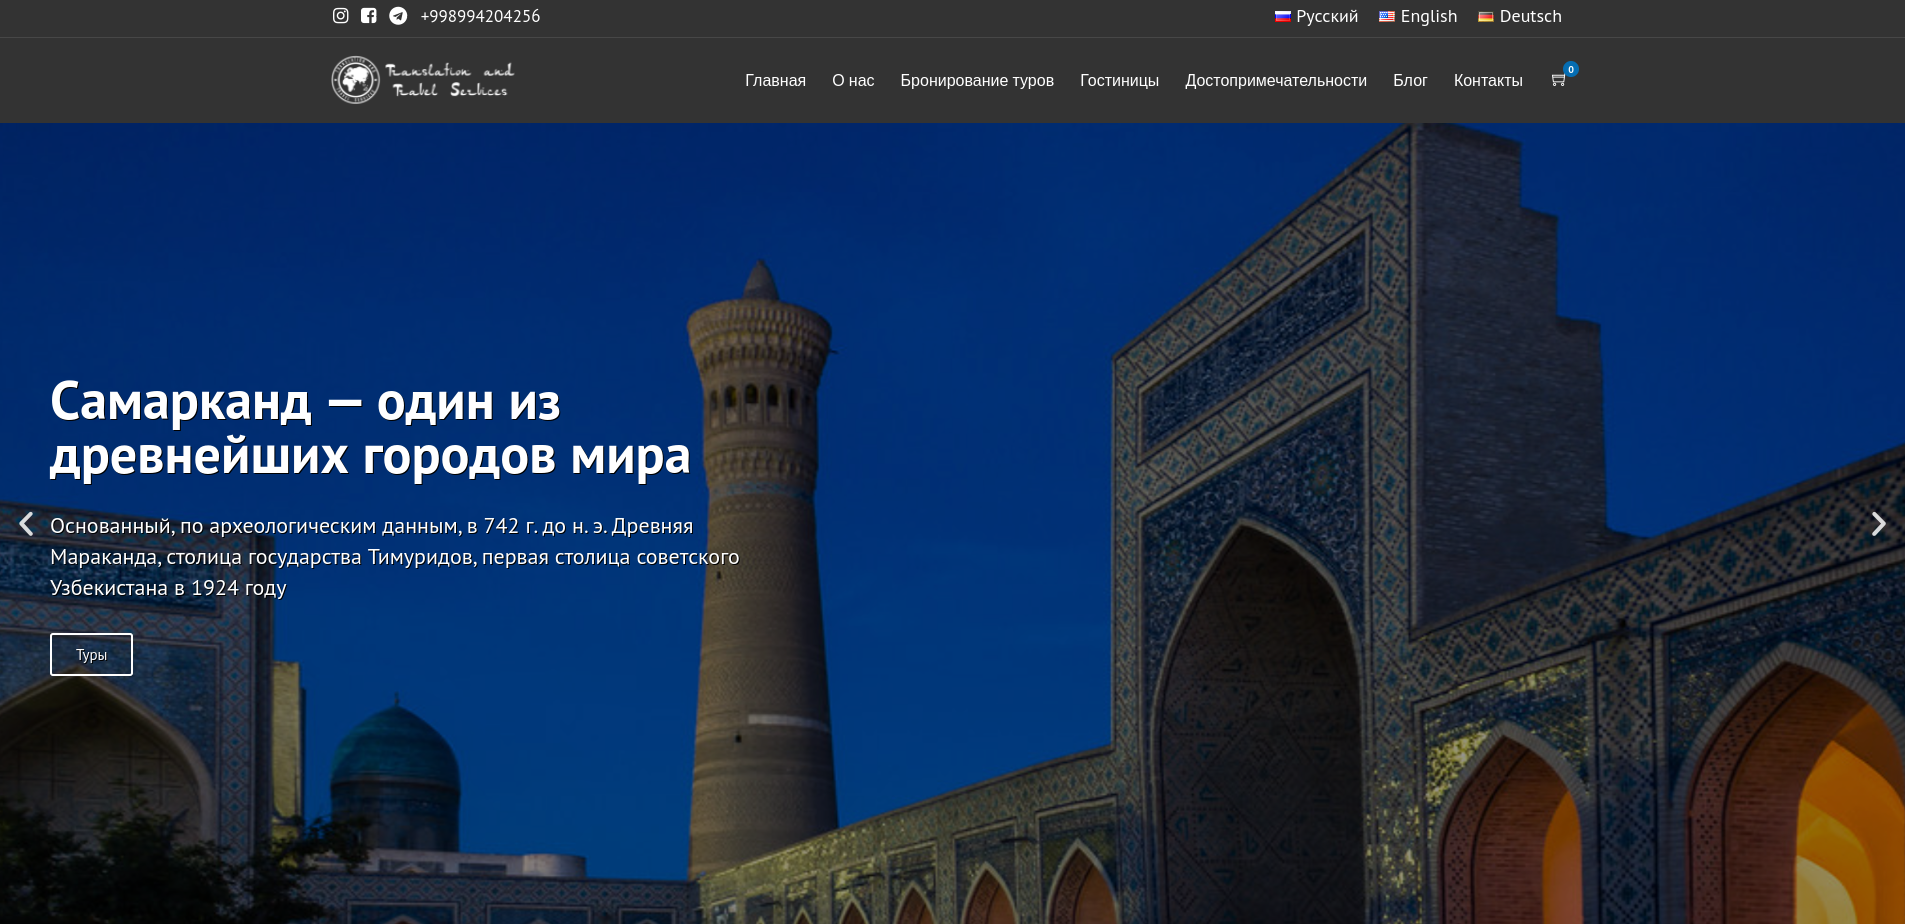 +998994204256
Русский English Deutsch
Translation and
Travel Services
Главная О нас Бронирование туров Гостиницы Достопримечательности Блог Контакты 0
Самарканд — один из
древнейших городов мира
Основанный, по археологическим данным, в 742 г. до н. э. Древняя
Мараканда, столица государства Тимуридов, первая столица советского
Узбекистана в 1924 году
Туры